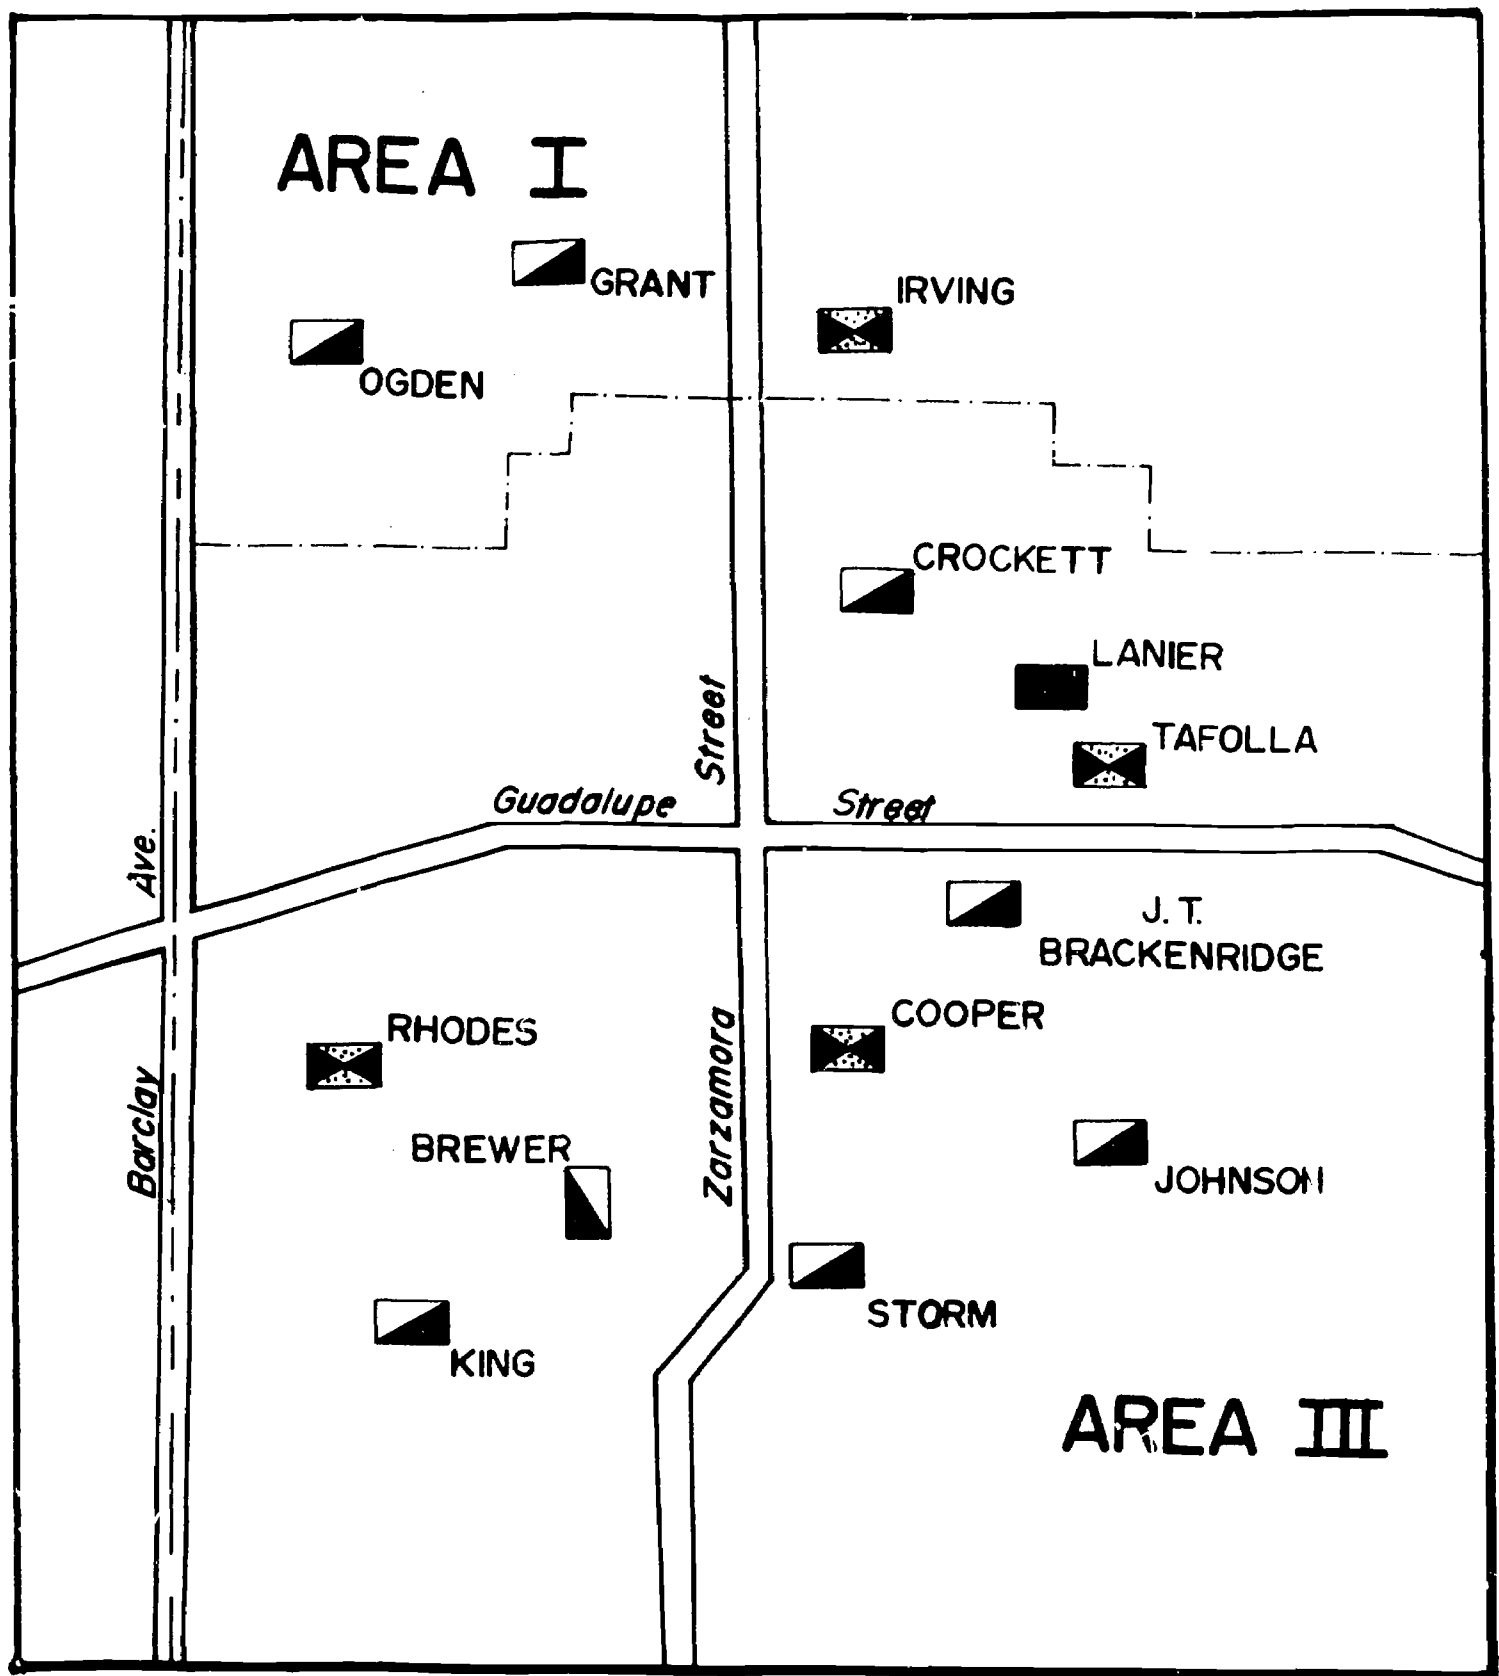 AREA I
GRANT
IRVING
OGDEN
CROCKETT
LANIER
TAFOLLA
Street
Guadalupe Street
Ave.
J. T.
BRACKENRIDGE
COOPER
RHODES
Zarzamora
Barclay
BREWER
JOHNSON
STORM
KING
AREA III